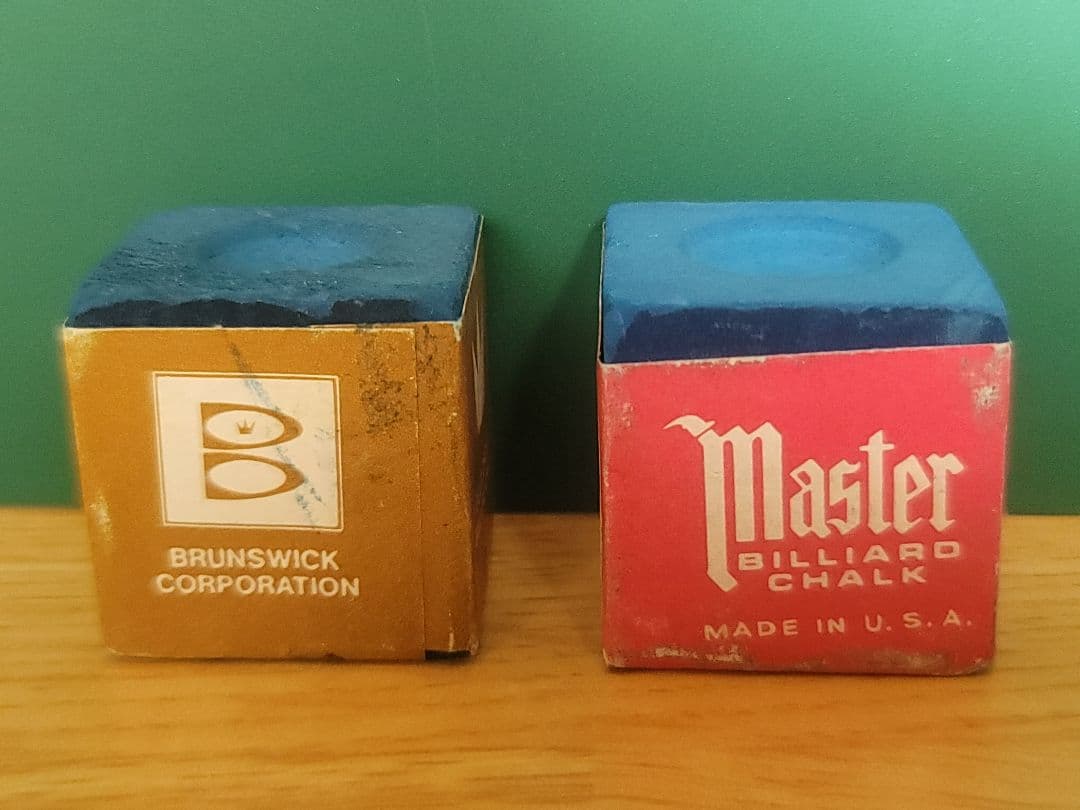 B
BRUNSWICK
CORPORATION
Master
BILLIARD
CHALK
MADE IN U.S.A.